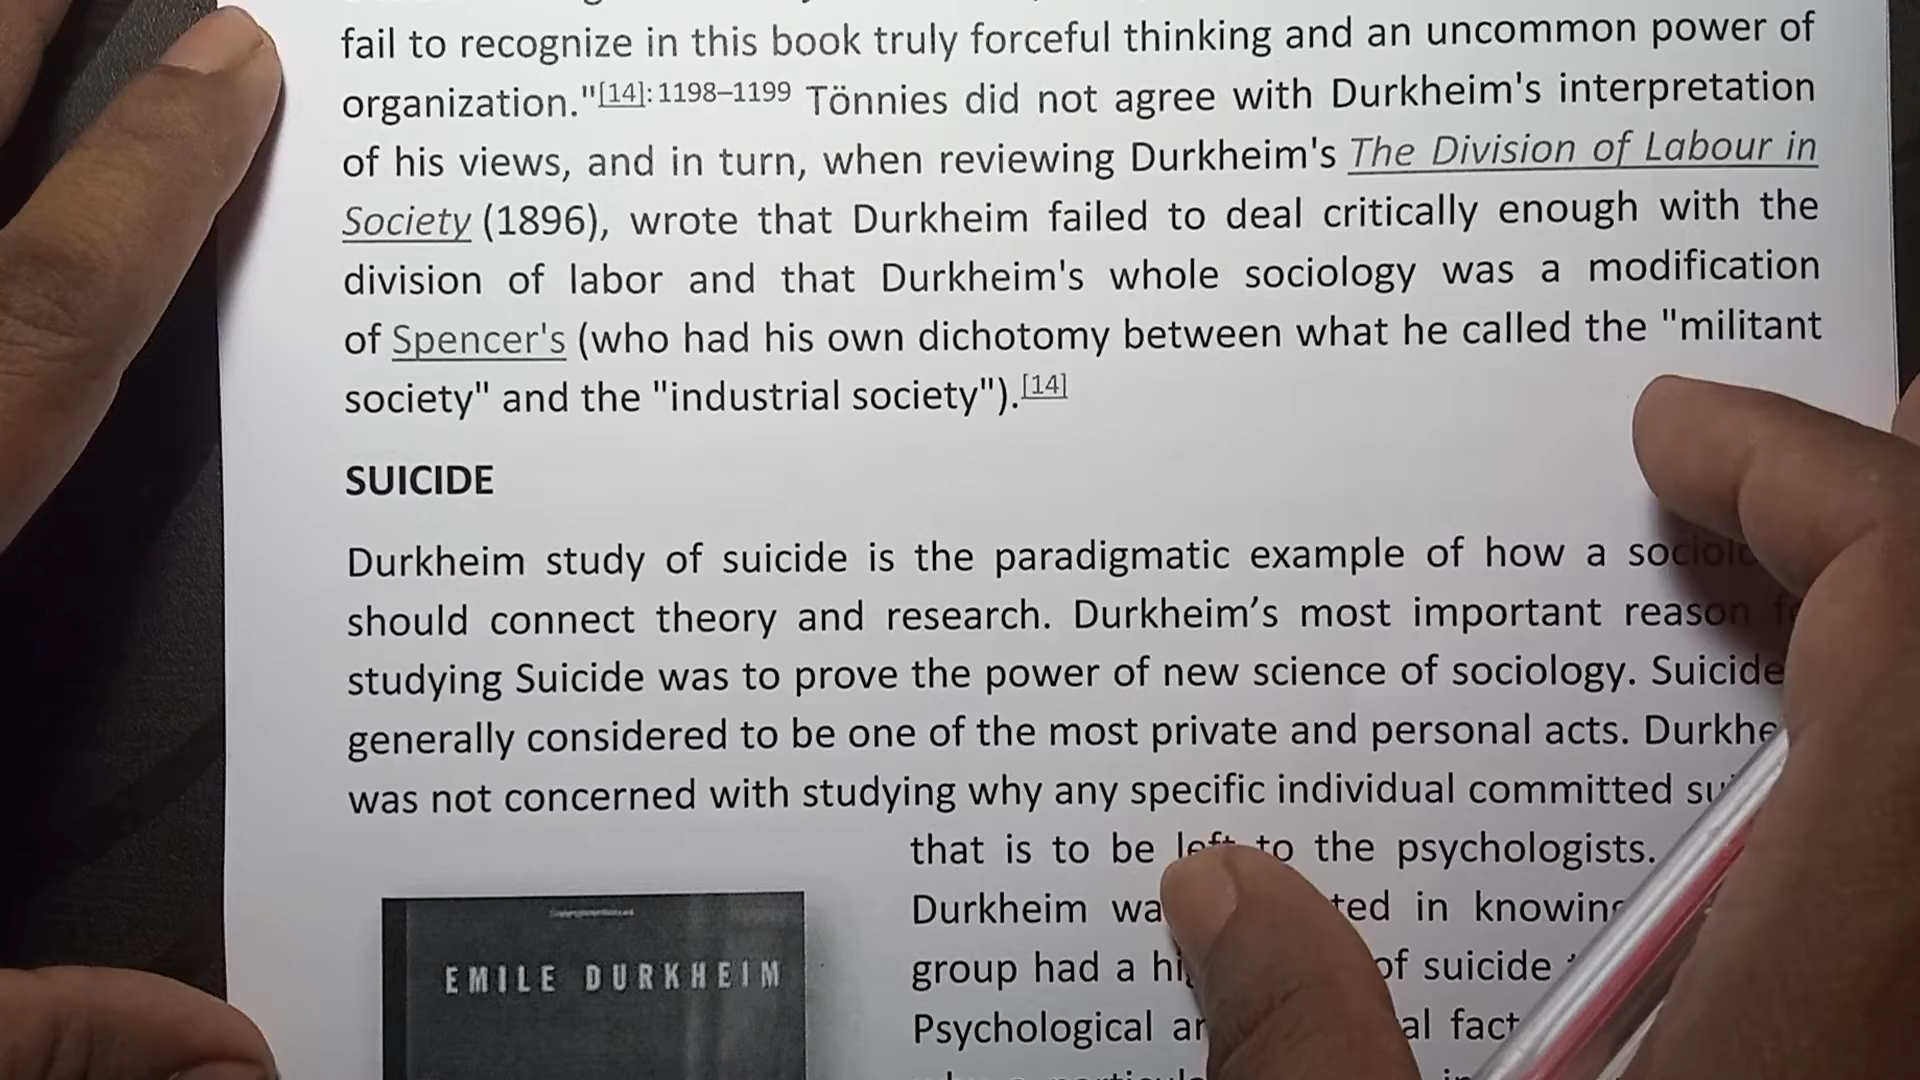 fail to recognize in this book truly forceful thinking and an uncommon power of
organization."[14]: 1198–1199 Tönnies did not agree with Durkheim's interpretation
of his views, and in turn, when reviewing Durkheim's The Division of Labour in
Society (1896), wrote that Durkheim failed to deal critically enough with the
division of labor and that Durkheim's whole sociology was a modification
of Spencer's (who had his own dichotomy between what he called the "militant
society" and the "industrial society").[14]
SUICIDE
Durkheim study of suicide is the paradigmatic example of how a
should connect theory and research. Durkheim’s most important reason
studying Suicide was to prove the power of new science of sociology. Suicide
generally considered to be one of the most private and personal acts.
was not concerned with studying why any specific individual committed
that is to be left to the psychologists.
Durkheim in
group had a of suicide
Psychological
EMILE DURKHEIM